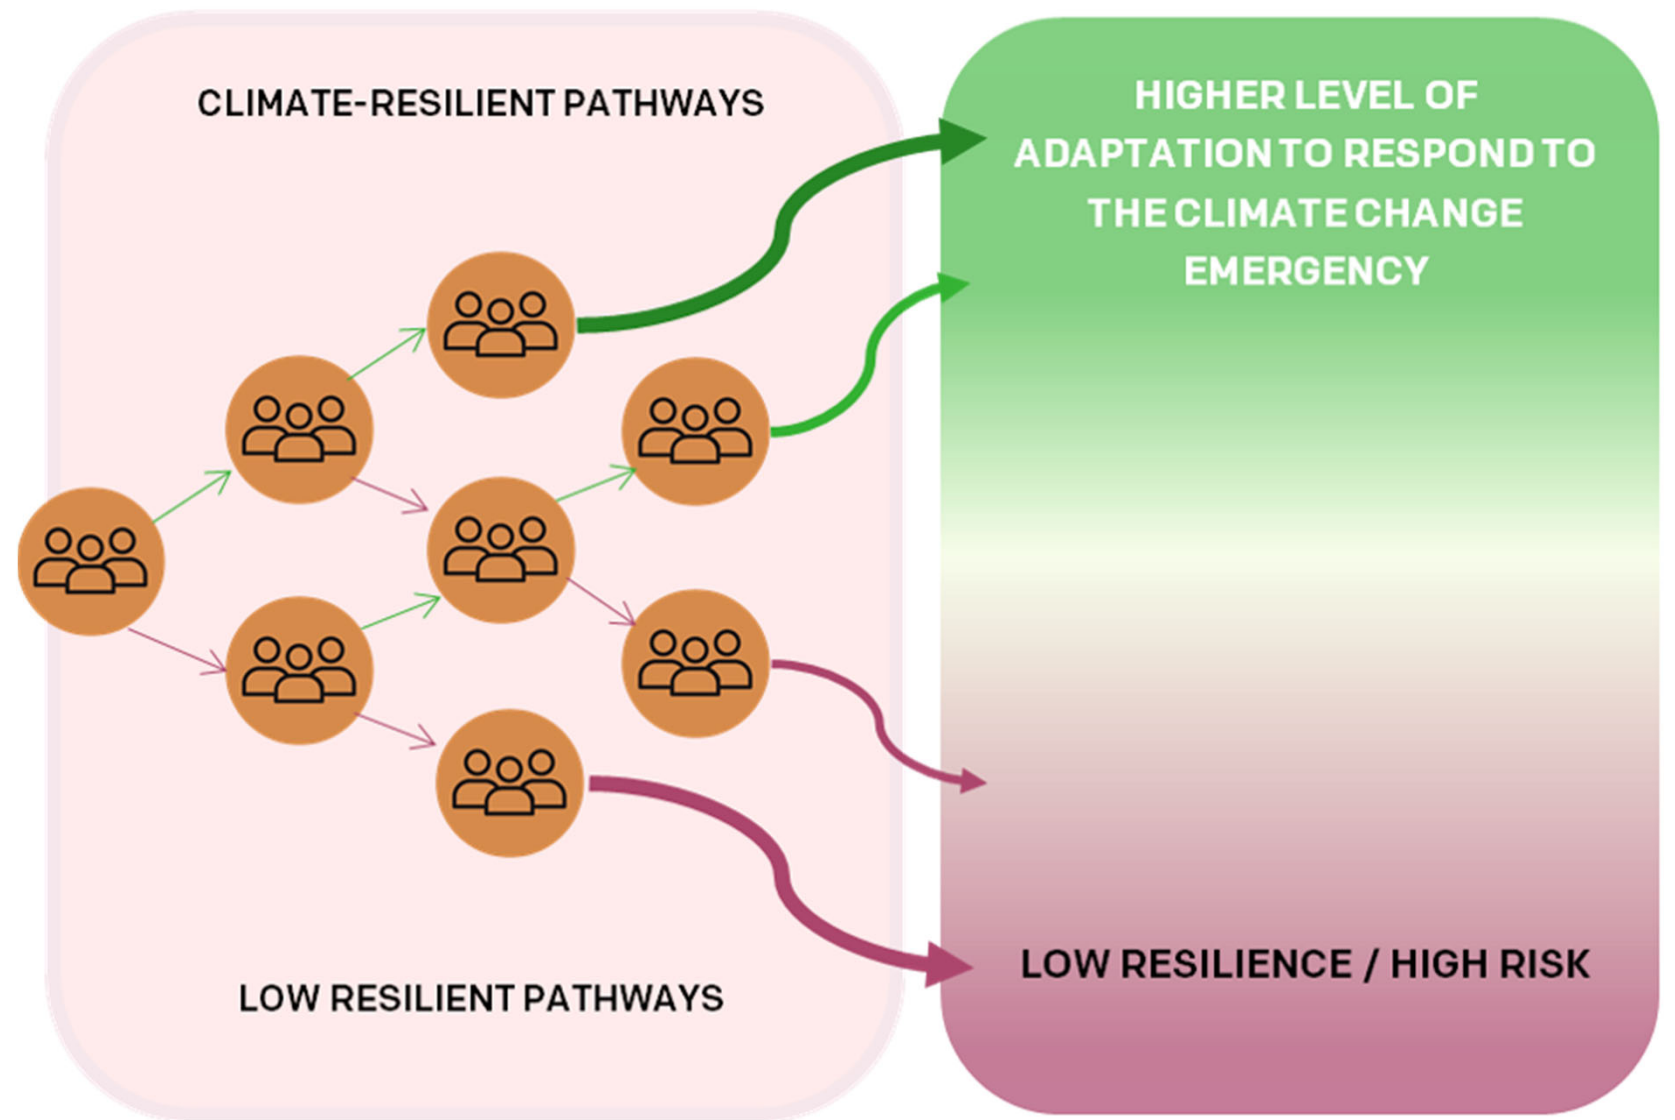 CLIMATE-RESILIENT PATHWAYS
HIGHER LEVEL OF
ADAPTATION TO RESPOND TO
THE CLIMATE CHANGE
EMERGENCY
LOW RESILIENCE / HIGH RISK
LOW RESILIENT PATHWAYS